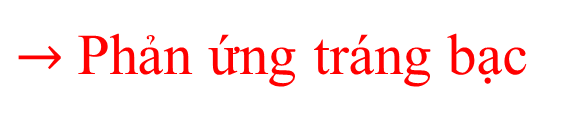 → Phản ứng tráng bạc